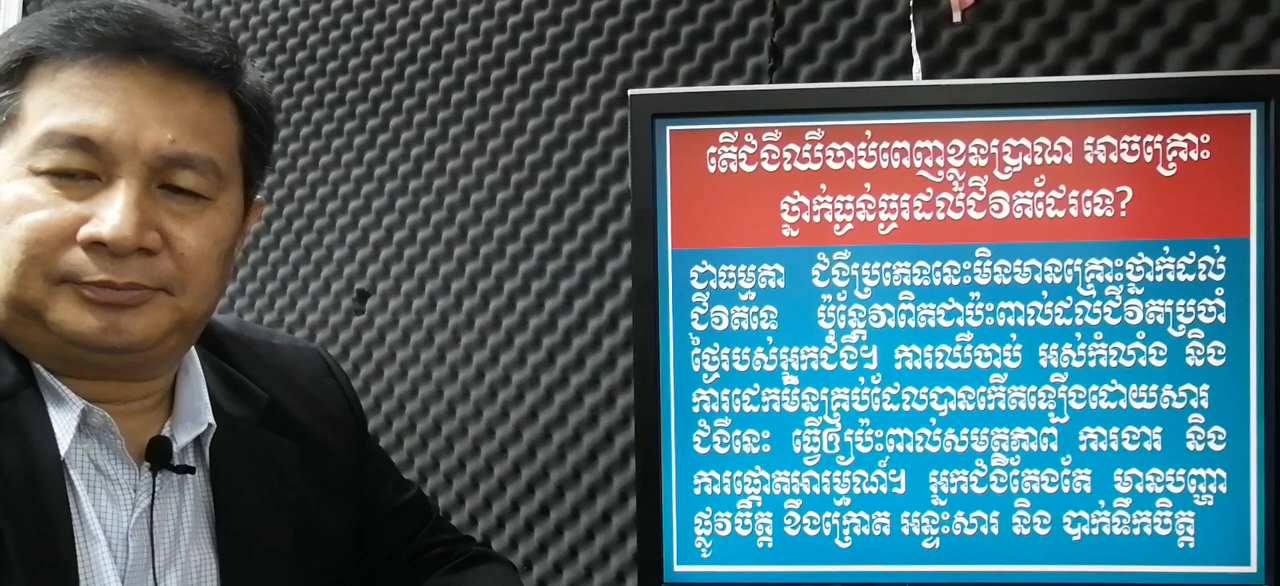 តើជំងឺឈឺចាប់ពេញខ្លួនប្រាណ អាចគ្រោះ
ថ្នាក់ធ្ងន់ធ្ងរដល់ជីវិតដែរទេ?
ជាធម្មតា ជំងឺប្រភេទនេះមិនមានគ្រោះថ្នាក់ដល់
ជីវិតទេ ប៉ុន្តែវាពិតជាប៉ះពាល់ដល់ជីវិតប្រចាំ
ថ្ងៃរបស់អ្នកជំងឺ។ ការឈឺចាប់ អស់កំលាំង និង
ការដេកមិនគ្រប់ដែលបានកើតឡើងដោយសារ
ជំងឺនេះ ធ្វើឲ្យប៉ះពាល់សមត្ថភាព ការងារ និង
ការផ្តោតអារម្មណ៍។ អ្នកជំងឺតែងតែ មានបញ្ហា
ផ្លូវចិត្ត ខឹងក្រោត អន្ទះសារ និង បាក់ទឹកចិត្ត